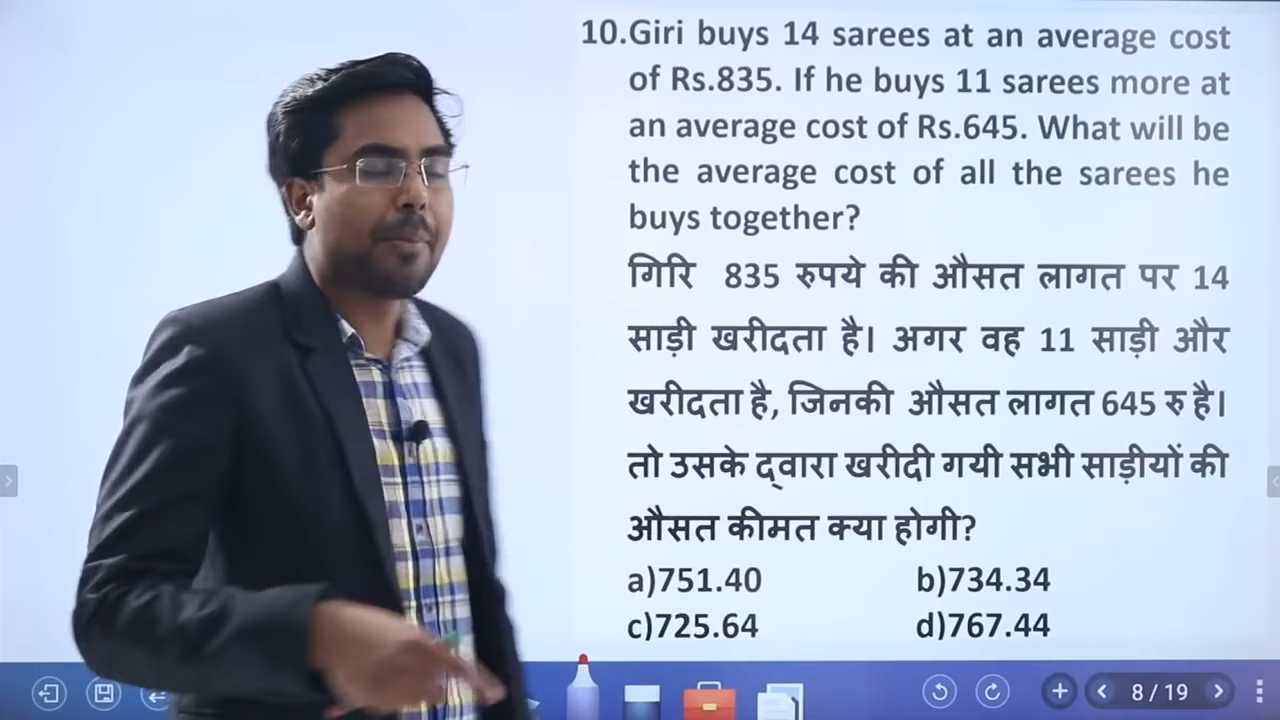 10.Giri buys 14 sarees at an average cost
of Rs.835. If he buys 11 sarees more at
an average cost of Rs.645. What will be
the average cost of all the sarees he
buys together?
गिरि 835 रुपये की औसत लागत पर 14
साड़ी खरीदता है। अगर वह 11 साड़ी और
खरीदता है, जिनकी औसत लागत 645 रु है।
तो उसके द्वारा खरीदी गयी सभी साड़ीयों की
औसत कीमत क्या होगी?
a)751.40 b)734.34
c)725.64 d)767.44
8 / 19